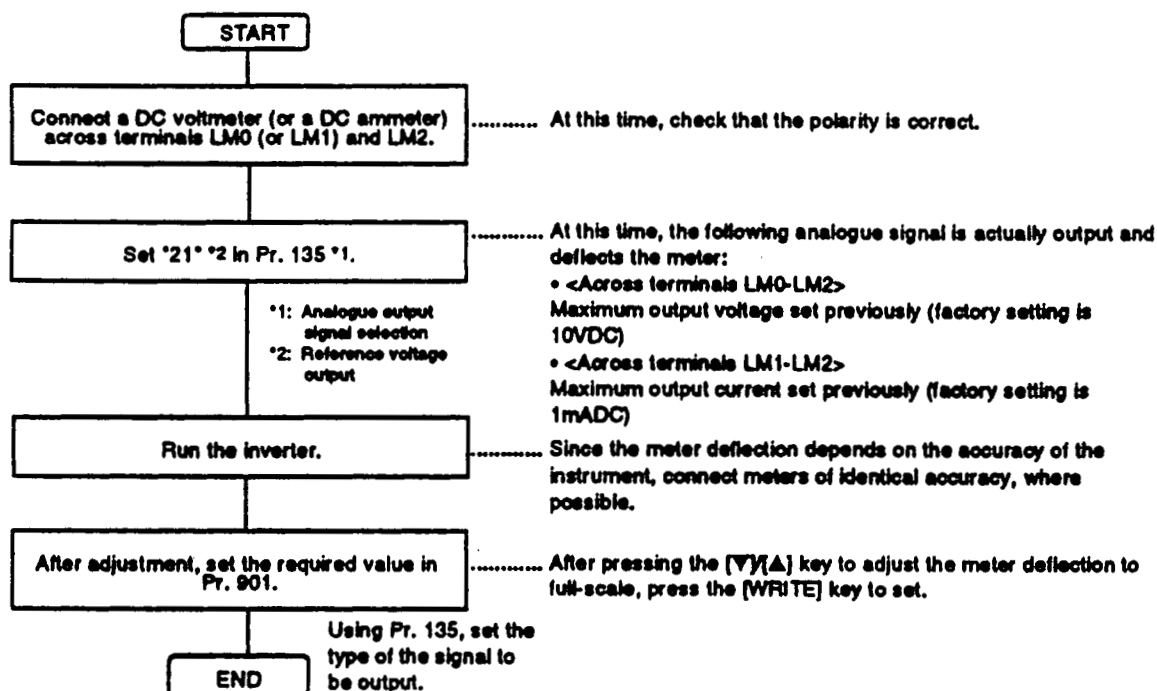 START
Connect a DC voltmeter (or a DC ammeter)
across terminals LM0 (or LM1) and LM2.
............ At this time, check that the polarity is correct.
Set "21" *2 in Pr. 135 *1.
............. At this time, the following analogue signal is actually output and
deflects the meter:
• <Across terminals LM0-LM2>
Maximum output voltage set previously (factory setting is
10VDC)
• <Across terminals LM1-LM2>
Maximum output current set previously (factory setting is
1mADC)
*1: Analogue output
signal selection
*2: Reference voltage
output
Run the inverter.
............. Since the meter deflection depends on the accuracy of the
instrument, connect meters of identical accuracy, where
possible.
After adjustment, set the required value in
Pr. 901.
............. After pressing the [▼]/[▲] key to adjust the meter deflection to
full-scale, press the [WRITE] key to set.
Using Pr. 135, set the
type of the signal to
be output.
END